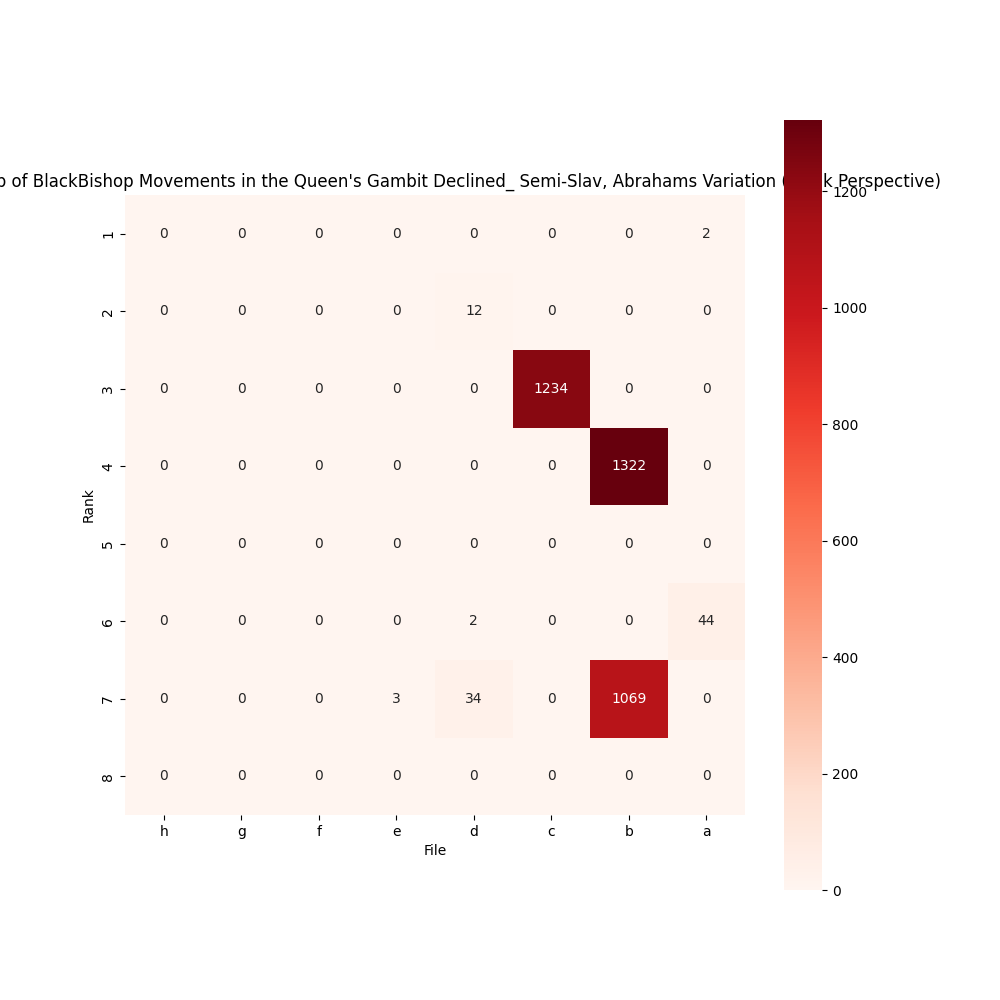 of BlackBishop Movements in the Queen's Gambit Declined_ Semi-Slav, Abrahams Variation ( Perspective)
1200
1 0 0 0 0 0 0 0 2
2 0 0 0 0 12 0 0 0
1000
3 0 0 0 0 0 1234 0 0
800
4 0 0 0 0 0 0 1322 0
Rank
5 0 0 0 0 0 0 0 0
600
6 0 0 0 0 2 0 0 44
400
7 0 0 0 3 34 0 1069 0
8 0 0 0 0 0 0 0 0
200
h g f e d c b a
File
0